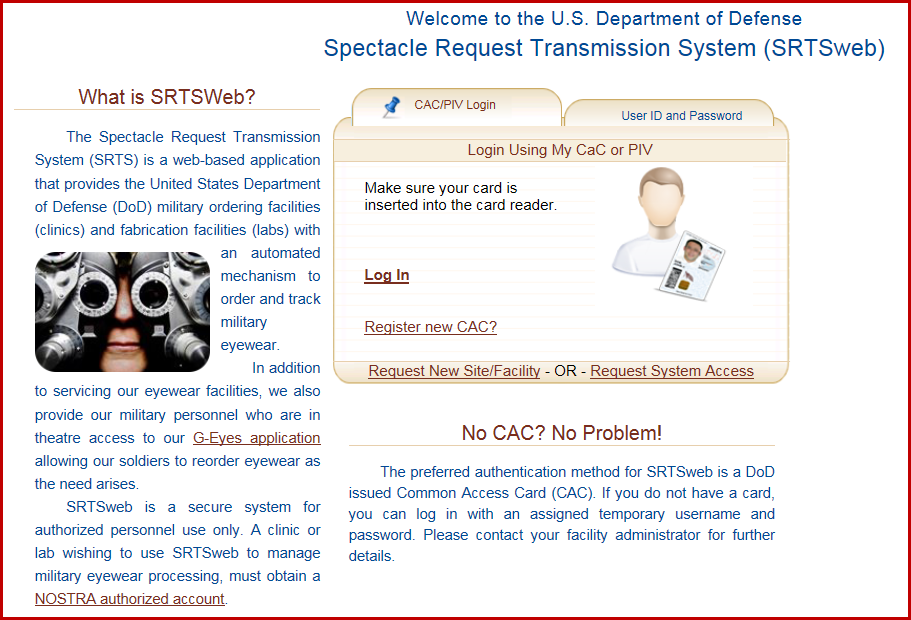 Welcome to the U.S. Department of Defense
Spectacle Request Transmission System (SRTSweb)
What is SRTSWeb?
The Spectacle Request Transmission
System (SRTS) is a web-based application
that provides the United States Department
of Defense (DoD) military ordering facilities
(clinics) and fabrication facilities (labs) with
an automated
mechanism to
order and track
military
eyewear.
In addition
to servicing our eyewear facilities, we also
provide our military personnel who are in
theatre access to our G-Eyes application
allowing our soldiers to reorder eyewear as
the need arises.
SRTSweb is a secure system for
authorized personnel use only. A clinic or
lab wishing to use SRTSweb to manage
military eyewear processing, must obtain a
NOSTRA authorized account.
CAC/PIV Login
User ID and Password
Login Using My CaC or PIV
Make sure your card is
inserted into the card reader.
Log In
Register new CAC?
Request New Site/Facility - OR - Request System Access
No CAC? No Problem!
The preferred authentication method for SRTSweb is a DoD
issued Common Access Card (CAC). If you do not have a card,
you can log in with an assigned temporary username and
password. Please contact your facility administrator for further
details.